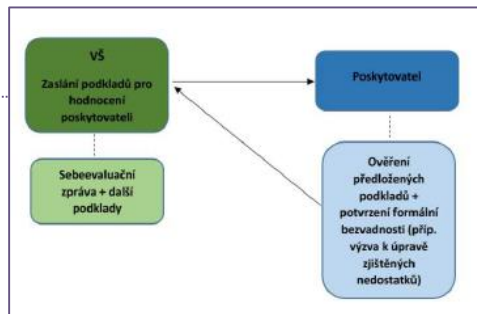 VŠ
Zaslání podkladů pro
hodnocení
poskytovateli
Poskytovatel
Sebeevaluační
zpráva + další
podklady
Ověření
předložených
podkladů +
potvrzení formální
bezvadnosti (příp.
výzva k úpravě
zjištěných
nedostatků)